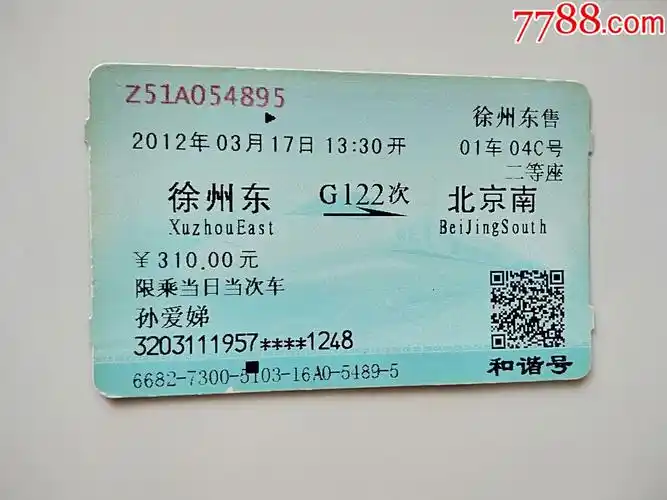 7788.com
Z51A054895
徐州东售
2012年03月17日 13:30开
01车 04C号
二等座
徐州东 G122次 北京南
XuzhouEast BeiJingSouth
￥310.00元
限乘当日当次车
孙爱娣
3203111957****1248
6682-7300-5103-16A0-5489-5
和谐号